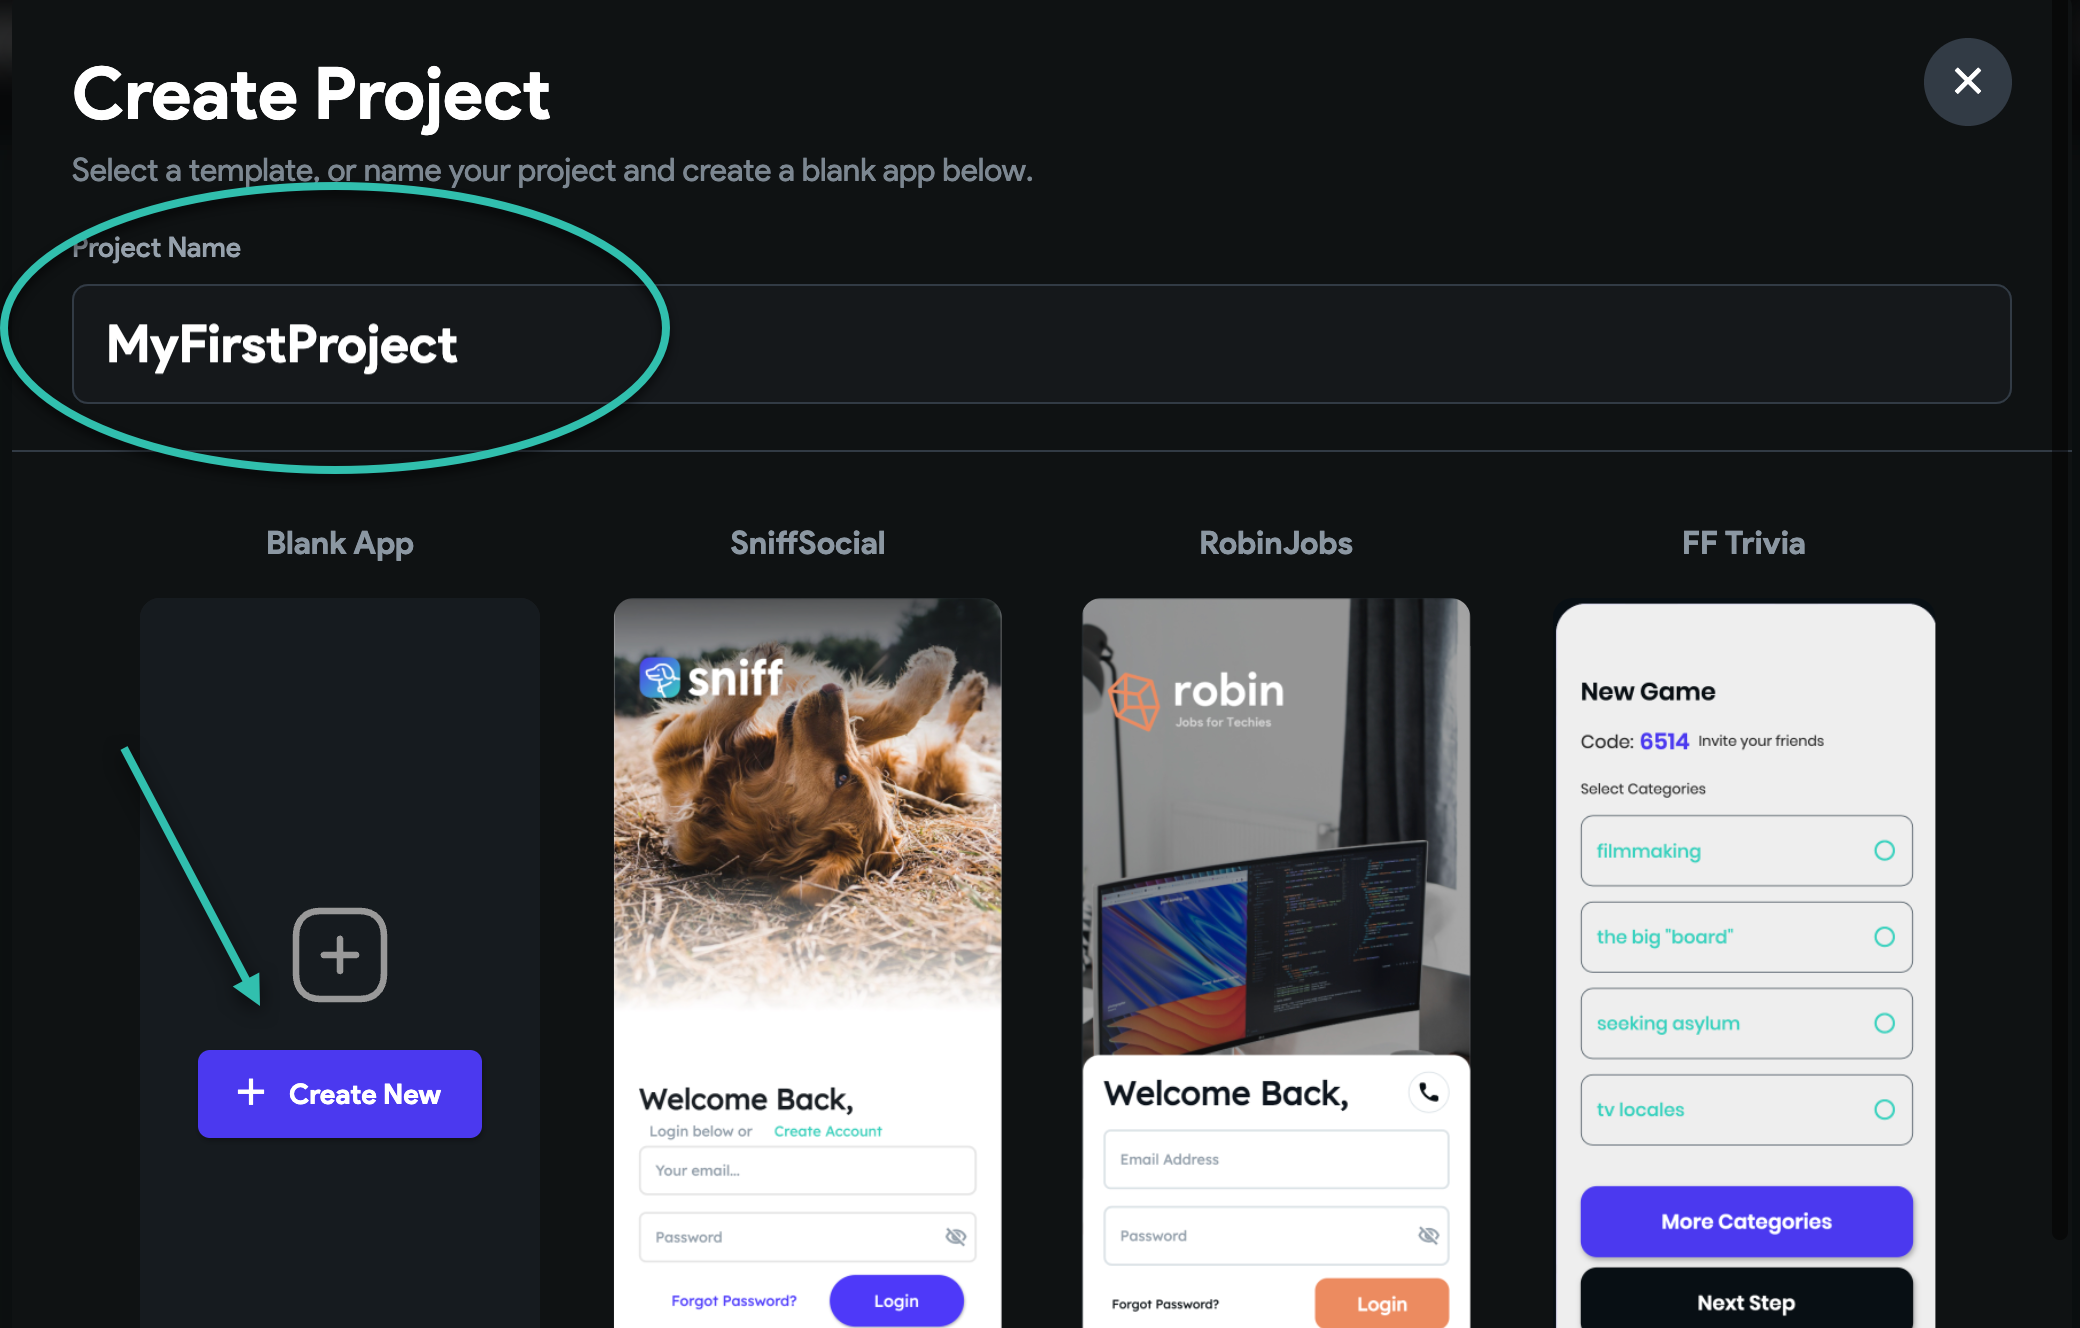 Create Project
Select a template, or name your project and create a blank app below.
Project Name
MyFirstProject
Blank App
SniffSocial
RobinJobs
FF Trivia
Create New
sniff
Welcome Back,
Login below or Create Account
Your email...
Password
Forgot Password? Login
robin
Jobs for Techies
Welcome Back,
Email Address
Password
Forgot Password? Login
New Game
Code: 6514 Invite your friends
Select Categories
filmmaking
the big "board"
seeking asylum
tv locales
More Categories
Next Step